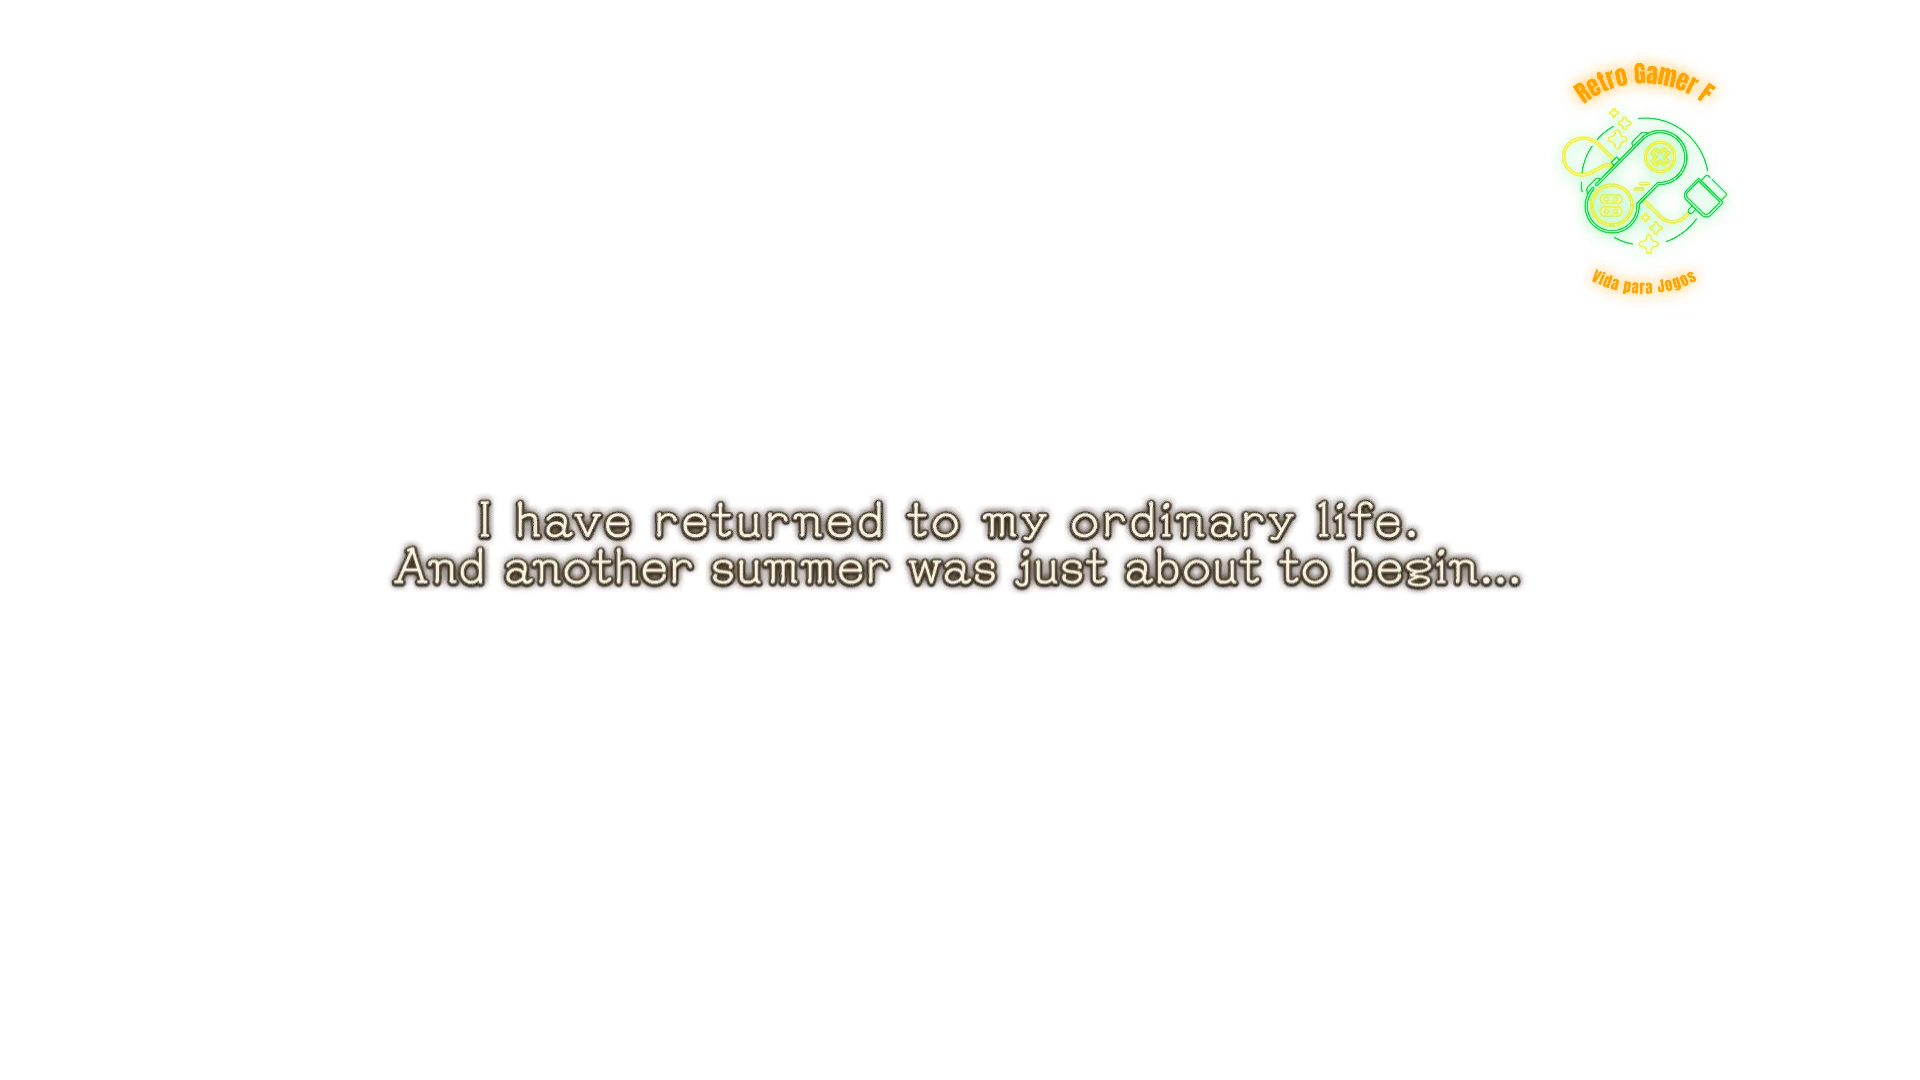 Retro Gamer F
Vida para Jogos
I have returned to my ordinary life.
And another summer was just about to begin...